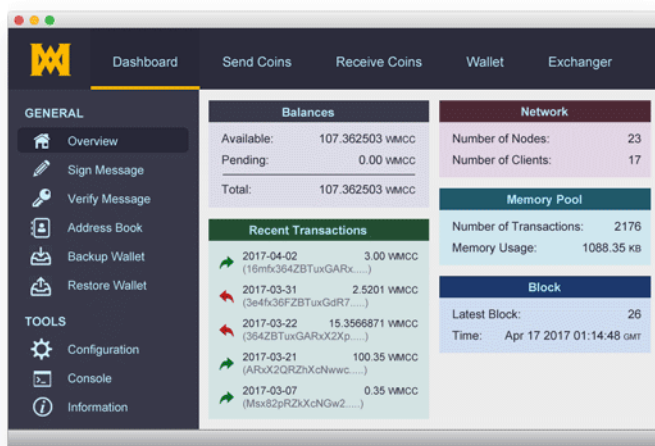 Dashboard Send Coins Receive Coins Wallet Exchanger
GENERAL
Overview
Sign Message
Verify Message
Address Book
Backup Wallet
Restore Wallet
TOOLS
Configuration
Console
Information
Balances
Available: 107.362503 WMCC
Pending: 0.00 WMCC
Total: 107.362503 WMCC
Recent Transactions
2017-04-02 3.00 WMCC
(16mfx364ZBTuxGARx.....)
2017-03-31 2.5201 WMCC
(3e4fx36FZBTuxGdR7.....)
2017-03-22 15.3566871 WMCC
(364ZBTuxGARxX2Xp.....)
2017-03-21 100.35 WMCC
(ARxX2QRZhXcNwwc.....)
2017-03-07 0.35 WMCC
(Msx82pRZkXcNGw2.....)
Network
Number of Nodes: 23
Number of Clients: 17
Memory Pool
Number of Transactions: 2176
Memory Usage: 1088.35 KB
Block
Latest Block: 26
Time: Apr 17 2017 01:14:48 GMT